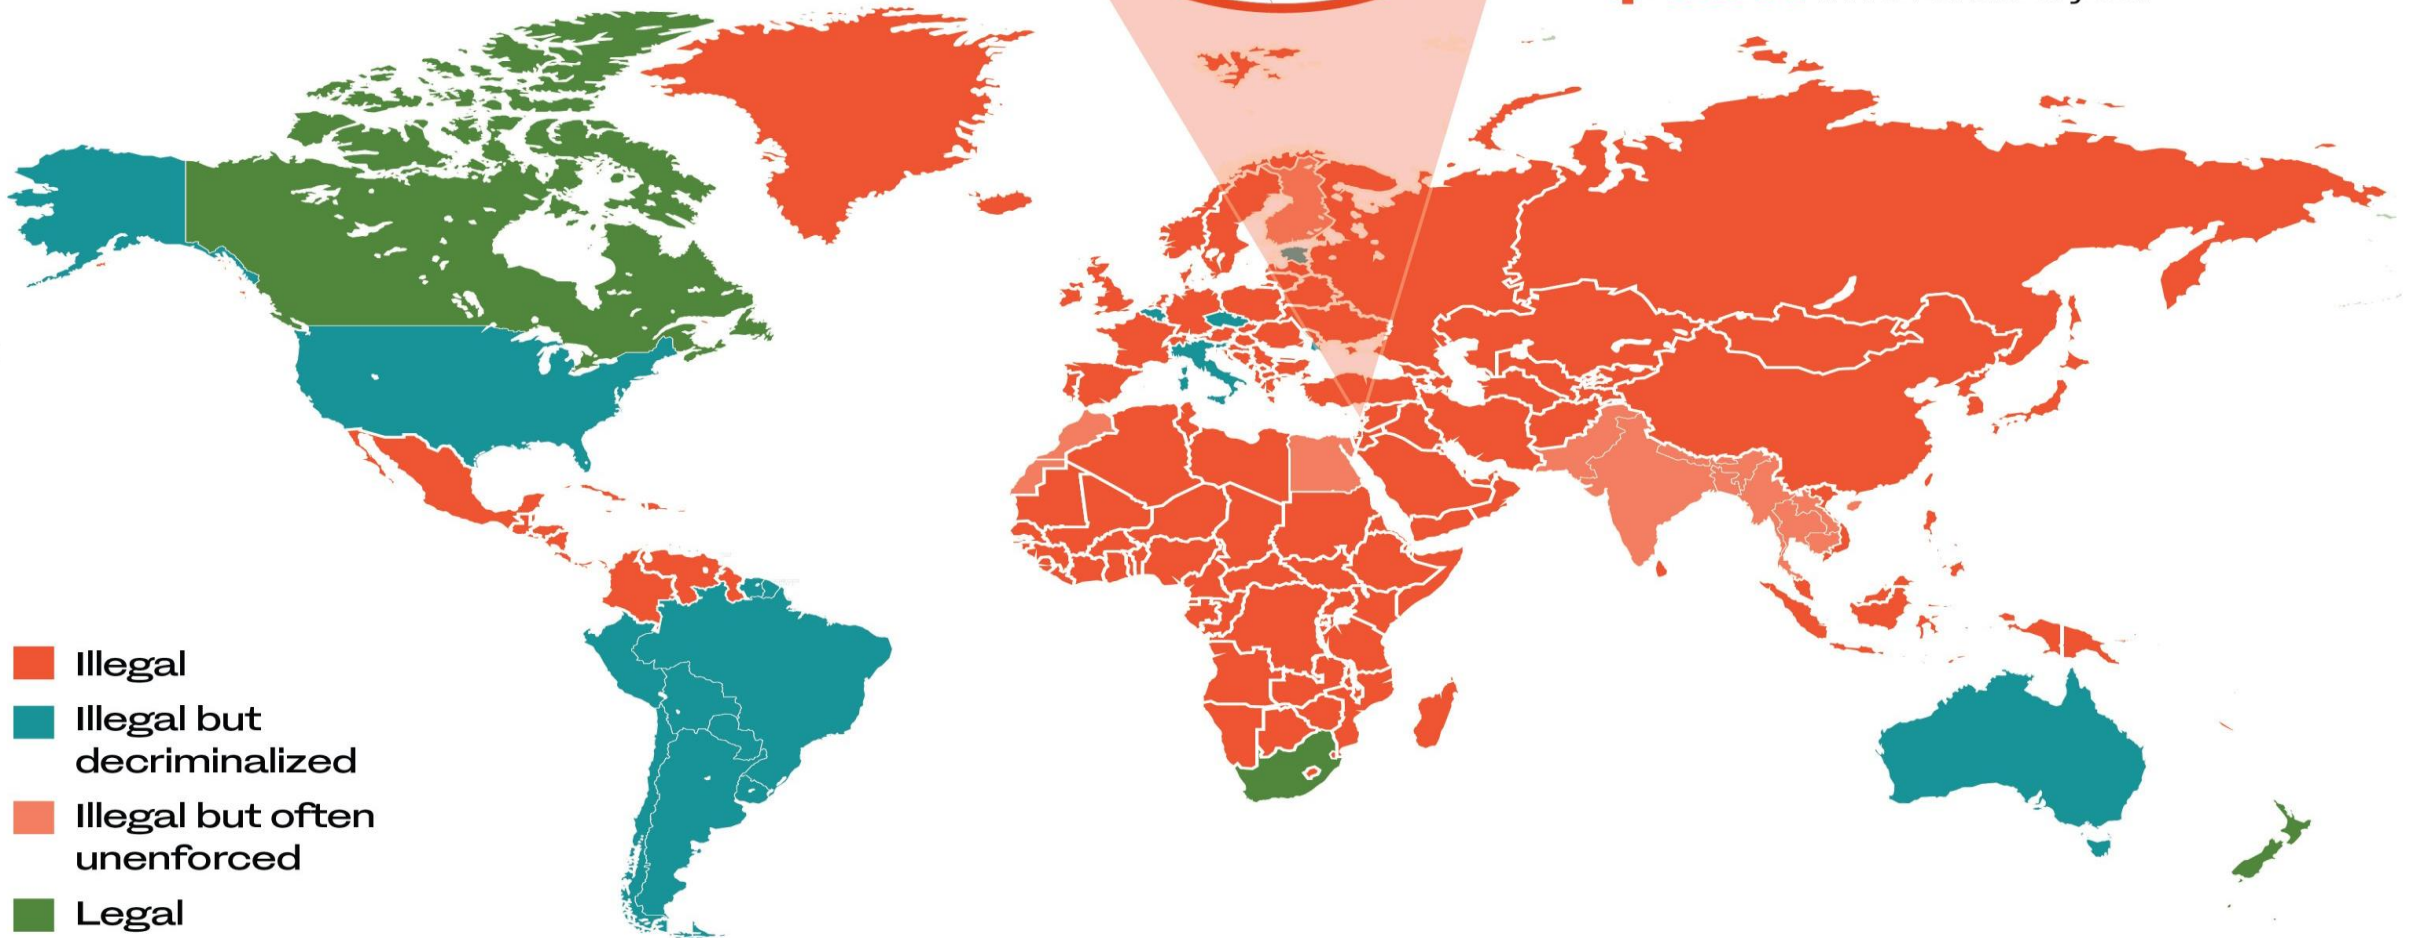 Illegal
Illegal but
decriminalized
Illegal but often
unenforced
Legal